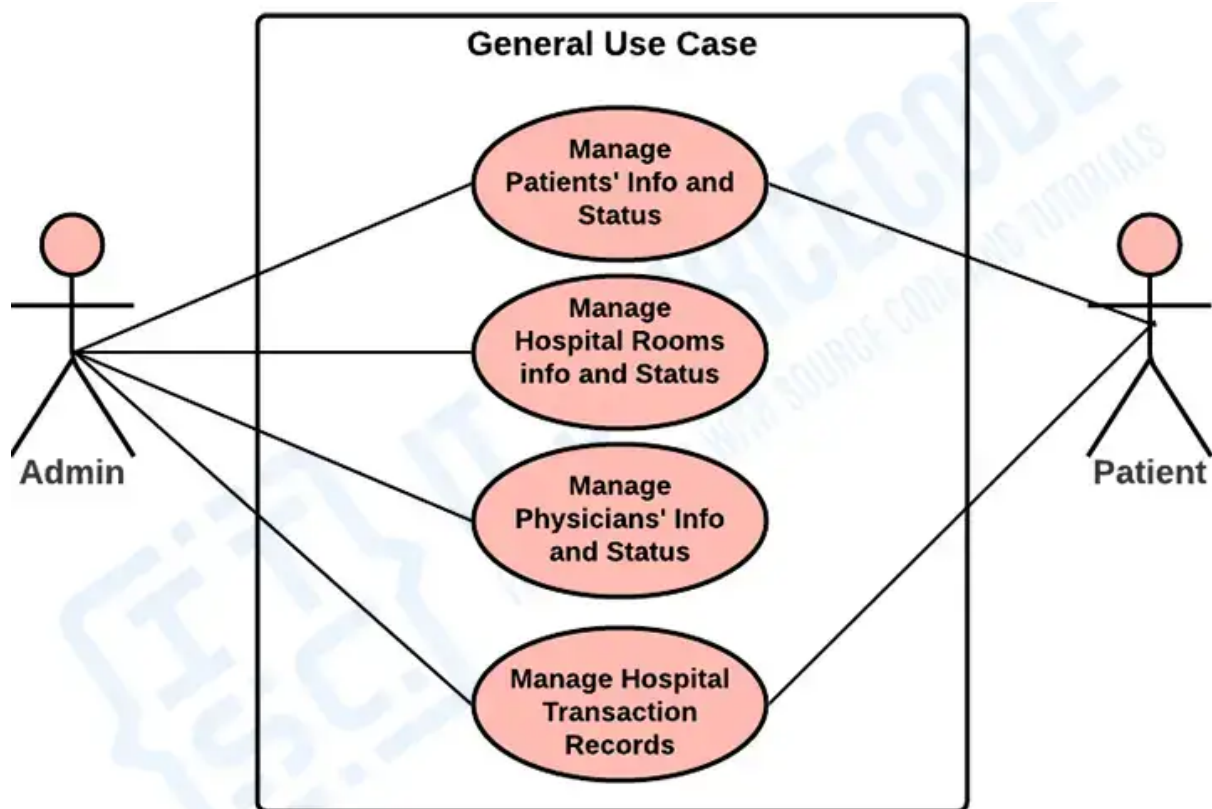 General Use Case
Manage
Patients' Info and
Status
Manage
Hospital Rooms
info and Status
Manage
Physicians' Info
and Status
Manage Hospital
Transaction
Records
Admin
Patient